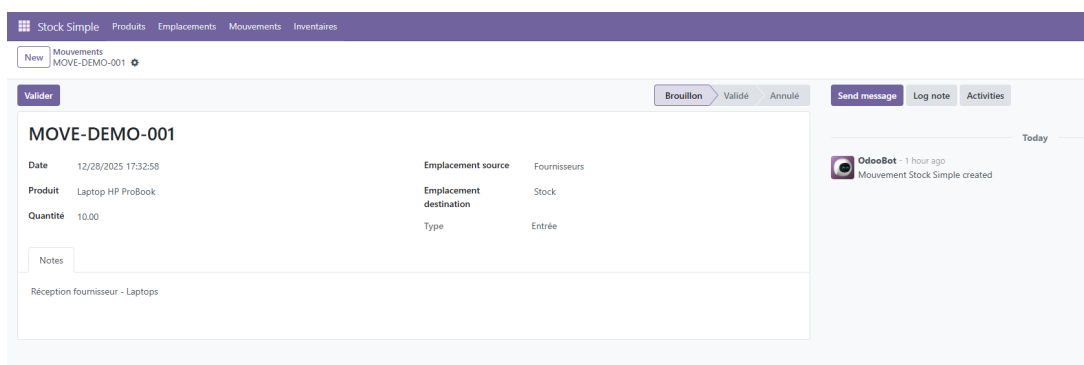 Stock Simple Produits Emplacements Mouvements Inventaires
New Mouvements
MOVE-DEMO-001
Valider
Brouillon Validé Annulé
Send message Log note Activities
MOVE-DEMO-001
Date 12/28/2025 17:32:58
Produit Laptop HP ProBook
Quantité 10.00
Emplacement source Fournisseurs
Emplacement destination Stock
Type Entrée
Notes
Réception fournisseur - Laptops
Today
OdooBot - 1 hour ago
Mouvement Stock Simple created